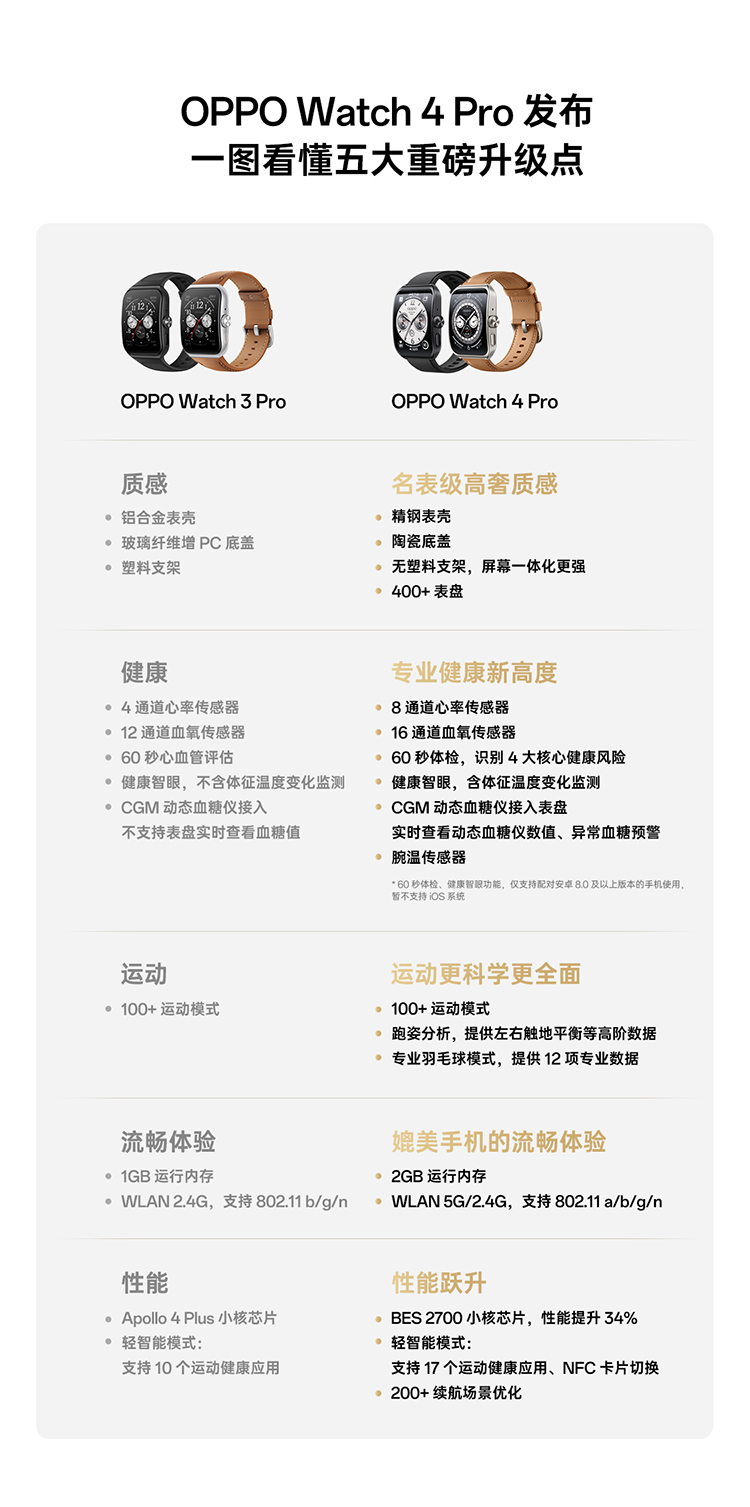 OPPO Watch 4 Pro 发布
一图看懂五大重磅升级点
OPPO Watch 3 Pro
OPPO Watch 4 Pro
质感
铝合金表壳
玻璃纤维增 PC 底盖
塑料支架
名表级高奢质感
精钢表壳
陶瓷底盖
无塑料支架，屏幕一体化更强
400+ 表盘
健康
4 通道心率传感器
12 通道血氧传感器
60 秒心血管评估
健康智眼，不含体征温度变化监测
CGM 动态血糖仪接入
不支持表盘实时查看血糖值
专业健康新高度
8 通道心率传感器
16 通道血氧传感器
60 秒体检，识别 4 大核心健康风险
健康智眼，含体征温度变化监测
CGM 动态血糖仪接入表盘
实时查看动态血糖仪数值、异常血糖预警
腕温传感器
* 60 秒体检、健康智眼功能，仅支持配对安卓 8.0 及以上版本的手机使用，
暂不支持 iOS 系统
运动
100+ 运动模式
运动更科学更全面
100+ 运动模式
跑姿分析，提供左右触地平衡等高阶数据
专业羽毛球模式，提供 12 项专业数据
流畅体验
1GB 运行内存
WLAN 2.4G，支持 802.11 b/g/n
媲美手机的流畅体验
2GB 运行内存
WLAN 5G/2.4G，支持 802.11 a/b/g/n
性能
Apollo 4 Plus 小核芯片
轻智能模式：
支持 10 个运动健康应用
性能跃升
BES 2700 小核芯片，性能提升 34%
轻智能模式：
支持 17 个运动健康应用、NFC 卡片切换
200+ 续航场景优化